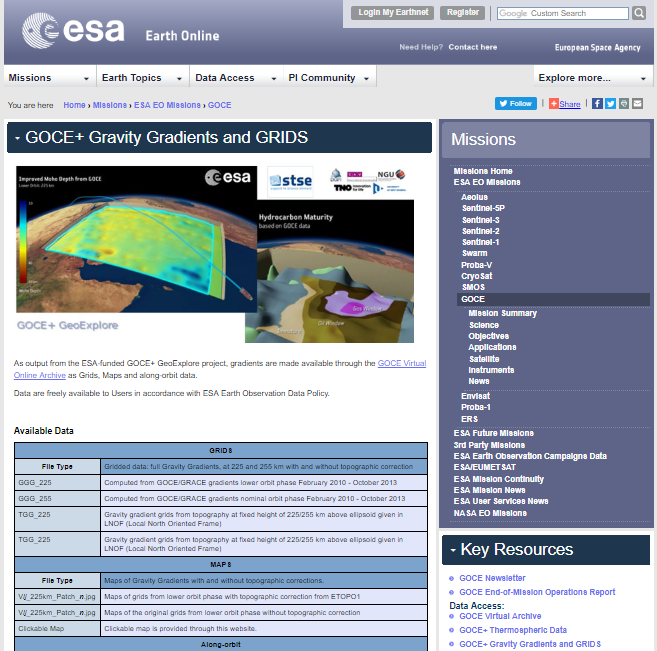 esa
Earth Online
Login My Earthnet
Register
Google Custom Search
Need Help? Contact here
European Space Agency
Missions
Earth Topics
Data Access
PI Community
Explore more...
You are here Home › Missions › ESA EO Missions › GOCE
Follow
Share
GOCE+ Gravity Gradients and GRIDS
Improved Moho Depth from GOCE
Lower Orbit 225 km
esa
stse
NGU
TNO
Hydrocarbon Maturity
based on GOCE data
Gas Window
Oil Window
GOCE+ GeoExplore
As output from the ESA-funded GOCE+ GeoExplore project, gradients are made available through the GOCE Virtual
Online Archive as Grids, Maps and along-orbit data.
Data are freely available to Users in accordance with ESA Earth Observation Data Policy.
Available Data
GRIDS
File Type Gridded data: full Gravity Gradients, at 225 and 255 km with and without topographic correction
GGG_225 Computed from GOCE/GRACE gradients lower orbit phase February 2010 - October 2013
GGG_255 Computed from GOCE/GRACE gradients nominal orbit phase February 2010 - October 2013
TGG_225 Gravity gradient grids from topography at fixed height of 225/255 km above ellipsoid given in
LNOF (Local North Oriented Frame)
TGG_225 Gravity gradient grids from topography at fixed height of 225/255 km above ellipsoid given in
LNOF (Local North Oriented Frame)
MAPS
File Type Maps of Gravity Gradients with and without topographic corrections.
Vij_225km_Patch_n.jpg Maps of grids from lower orbit phase with topographic correction from ETOPO1
Vij_225km_Patch_n.jpg Maps of the original grids from lower orbit phase without topographic correction
Clickable Map Clickable map is provided through this website.
Along-orbit
Missions
Missions Home
ESA EO Missions
Aeolus
Sentinel-5P
Sentinel-3
Sentinel-2
Sentinel-1
Swarm
Proba-V
CryoSat
SMOS
GOCE
Mission Summary
Science
Objectives
Applications
Satellite
Instruments
News
Envisat
Proba-1
ERS
ESA Future Missions
3rd Party Missions
ESA Earth Observation Campaigns Data
ESA/EUMETSAT
ESA Mission Continuity
ESA Mission News
ESA User Services News
NASA EO Missions
Key Resources
GOCE Newsletter
GOCE End-of-Mission Operations Report
Data Access:
GOCE Virtual Archive
GOCE+ Thermospheric Data
GOCE+ Gravity Gradients and GRIDS